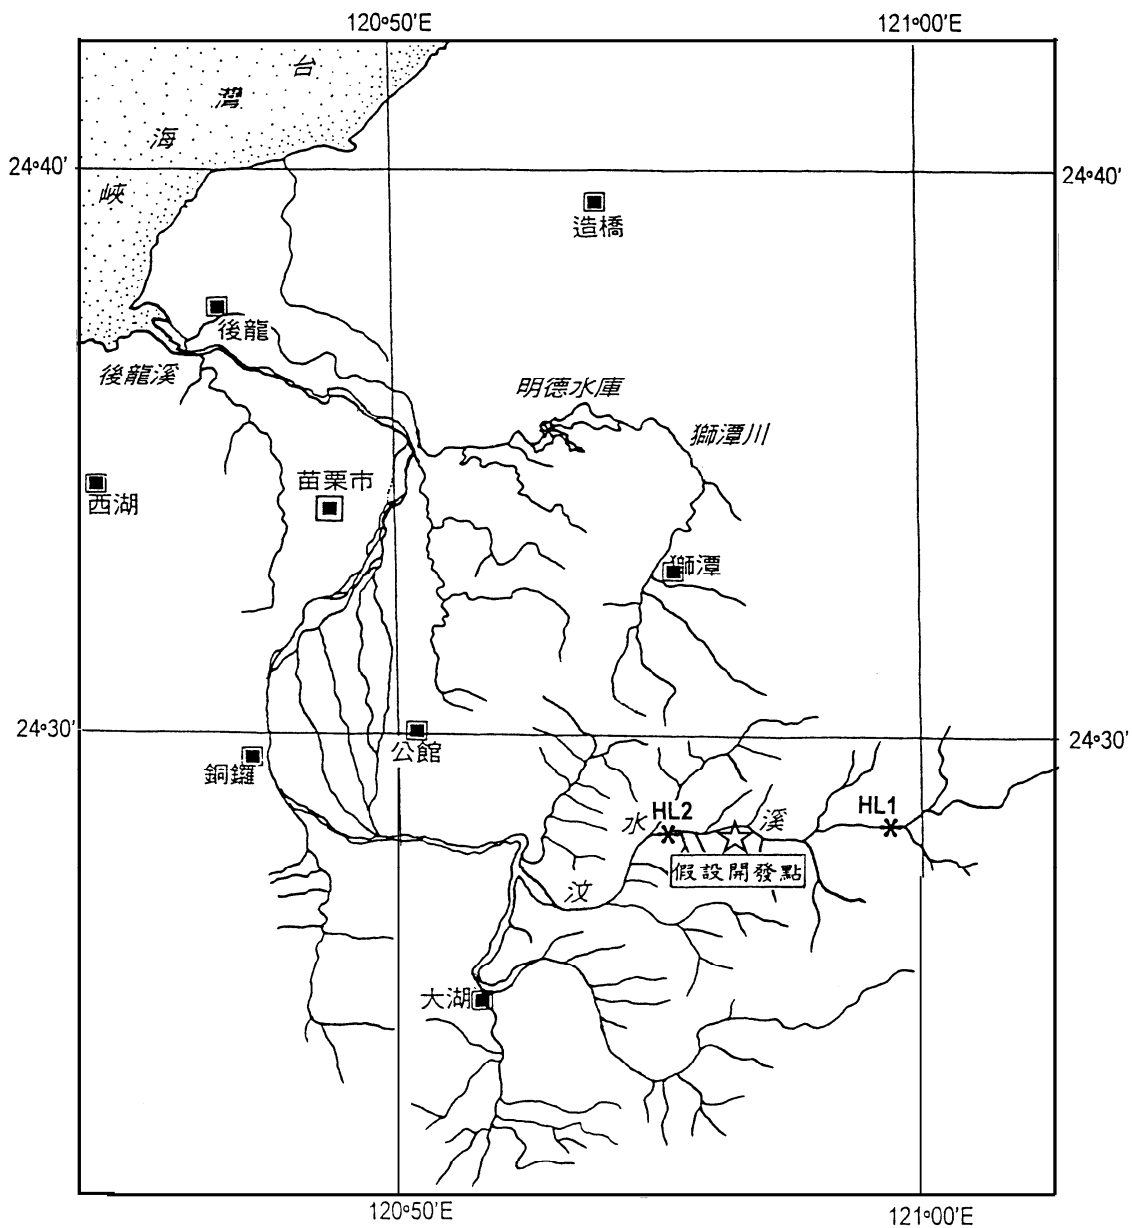 120°50'E
121°00'E
台
灣
海
峽
24°40'
24°40'
造橋
後龍
後龍溪
明德水庫
獅潭川
苗栗市
西湖
獅潭
24°30'
24°30'
公館
銅鑼
HL1
HL2
水
溪
假設開發點
汶
大湖
120°50'E
121°00'E